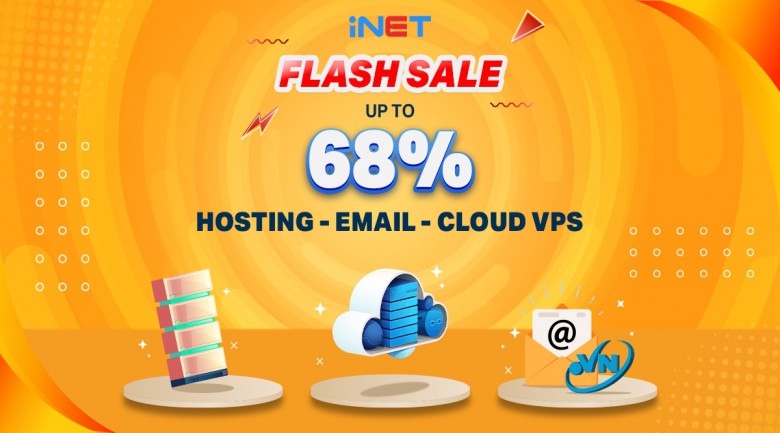 iNET
FLASH SALE
UP TO
68%
HOSTING - EMAIL - CLOUD VPS
@
.VN